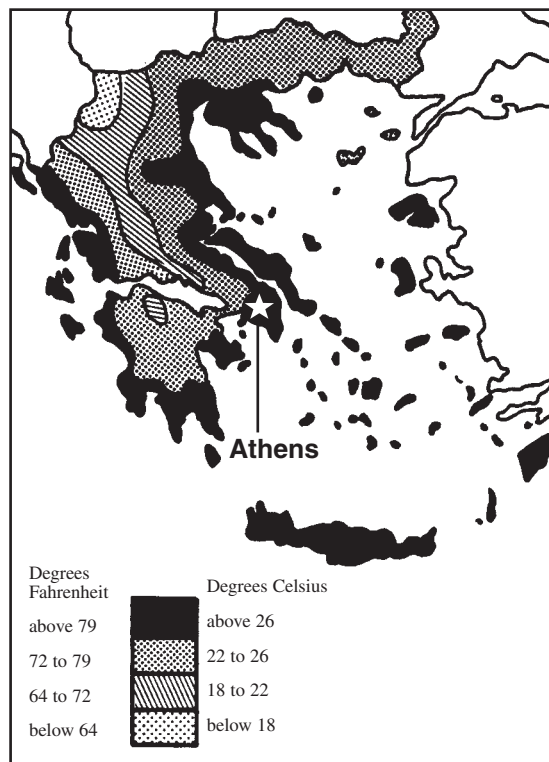 Athens
Degrees
Fahrenheit
Degrees Celsius
above 79
above 26
72 to 79
22 to 26
64 to 72
18 to 22
below 64
below 18